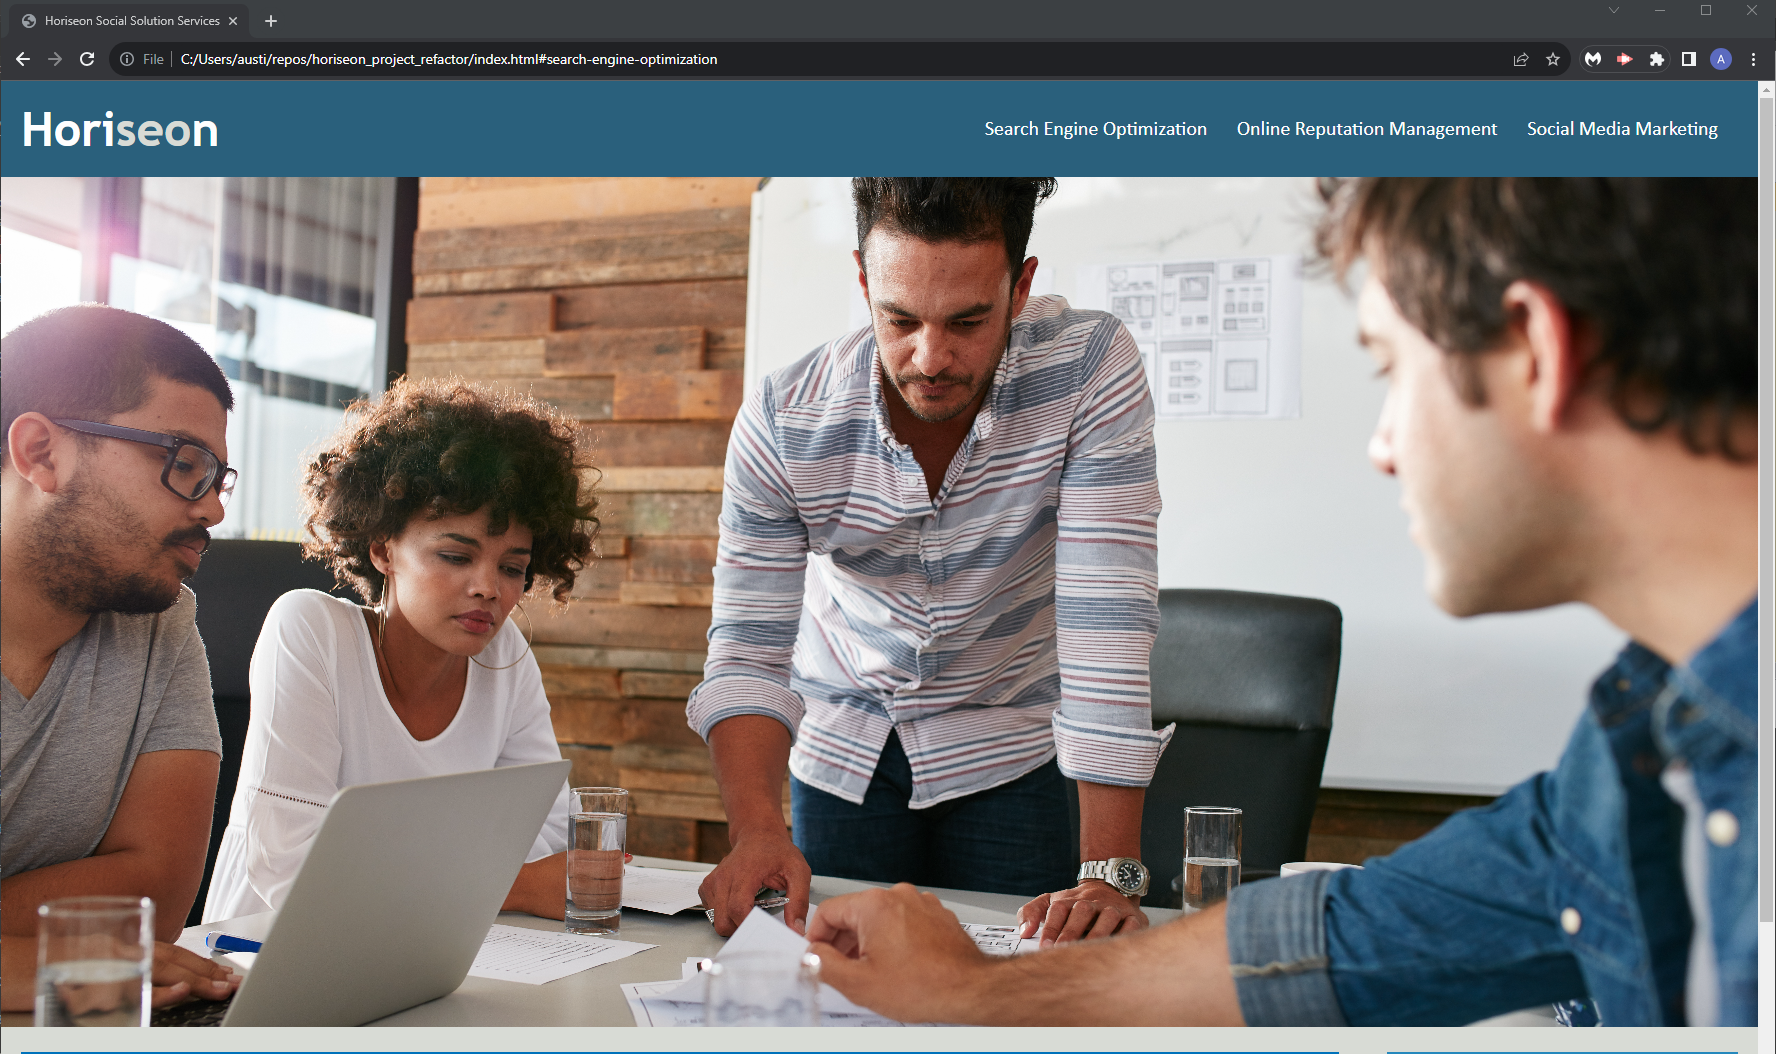 Horiseon Social Solution Services
File
C:/Users/austi/repos/horiseon_project_refactor/index.html#search-engine-optimization
A
Horiseon
Search Engine Optimization
Online Reputation Management
Social Media Marketing